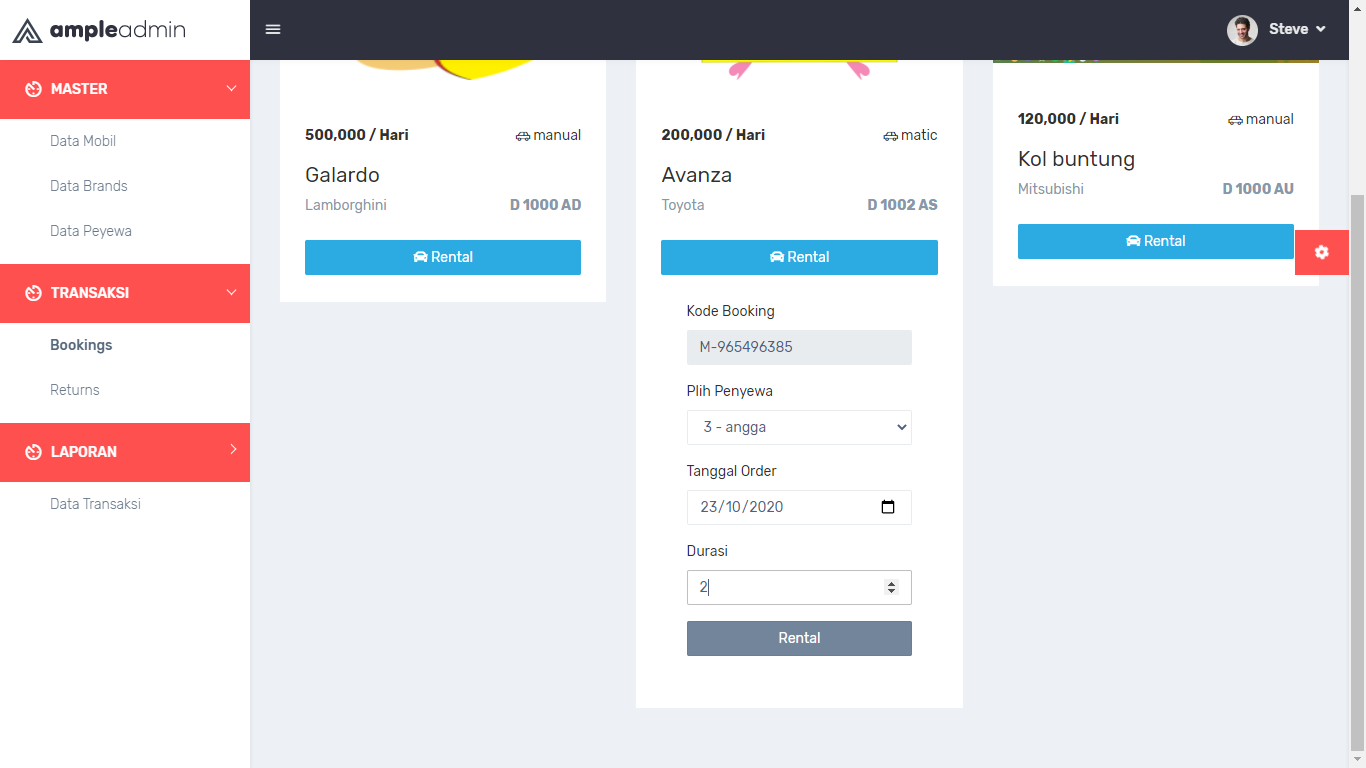 ampleadmin
Steve
MASTER
Data Mobil
Data Brands
Data Peyewa
TRANSAKSI
Bookings
Returns
LAPORAN
Data Transaksi
500,000 / Hari manual
Galardo
Lamborghini D 1000 AD
Rental
200,000 / Hari matic
Avanza
Toyota D 1002 AS
Rental
Kode Booking
M-965496385
Plih Penyewa
3 - angga
Tanggal Order
23/10/2020
Durasi
2
Rental
120,000 / Hari manual
Kol buntung
Mitsubishi D 1000 AU
Rental